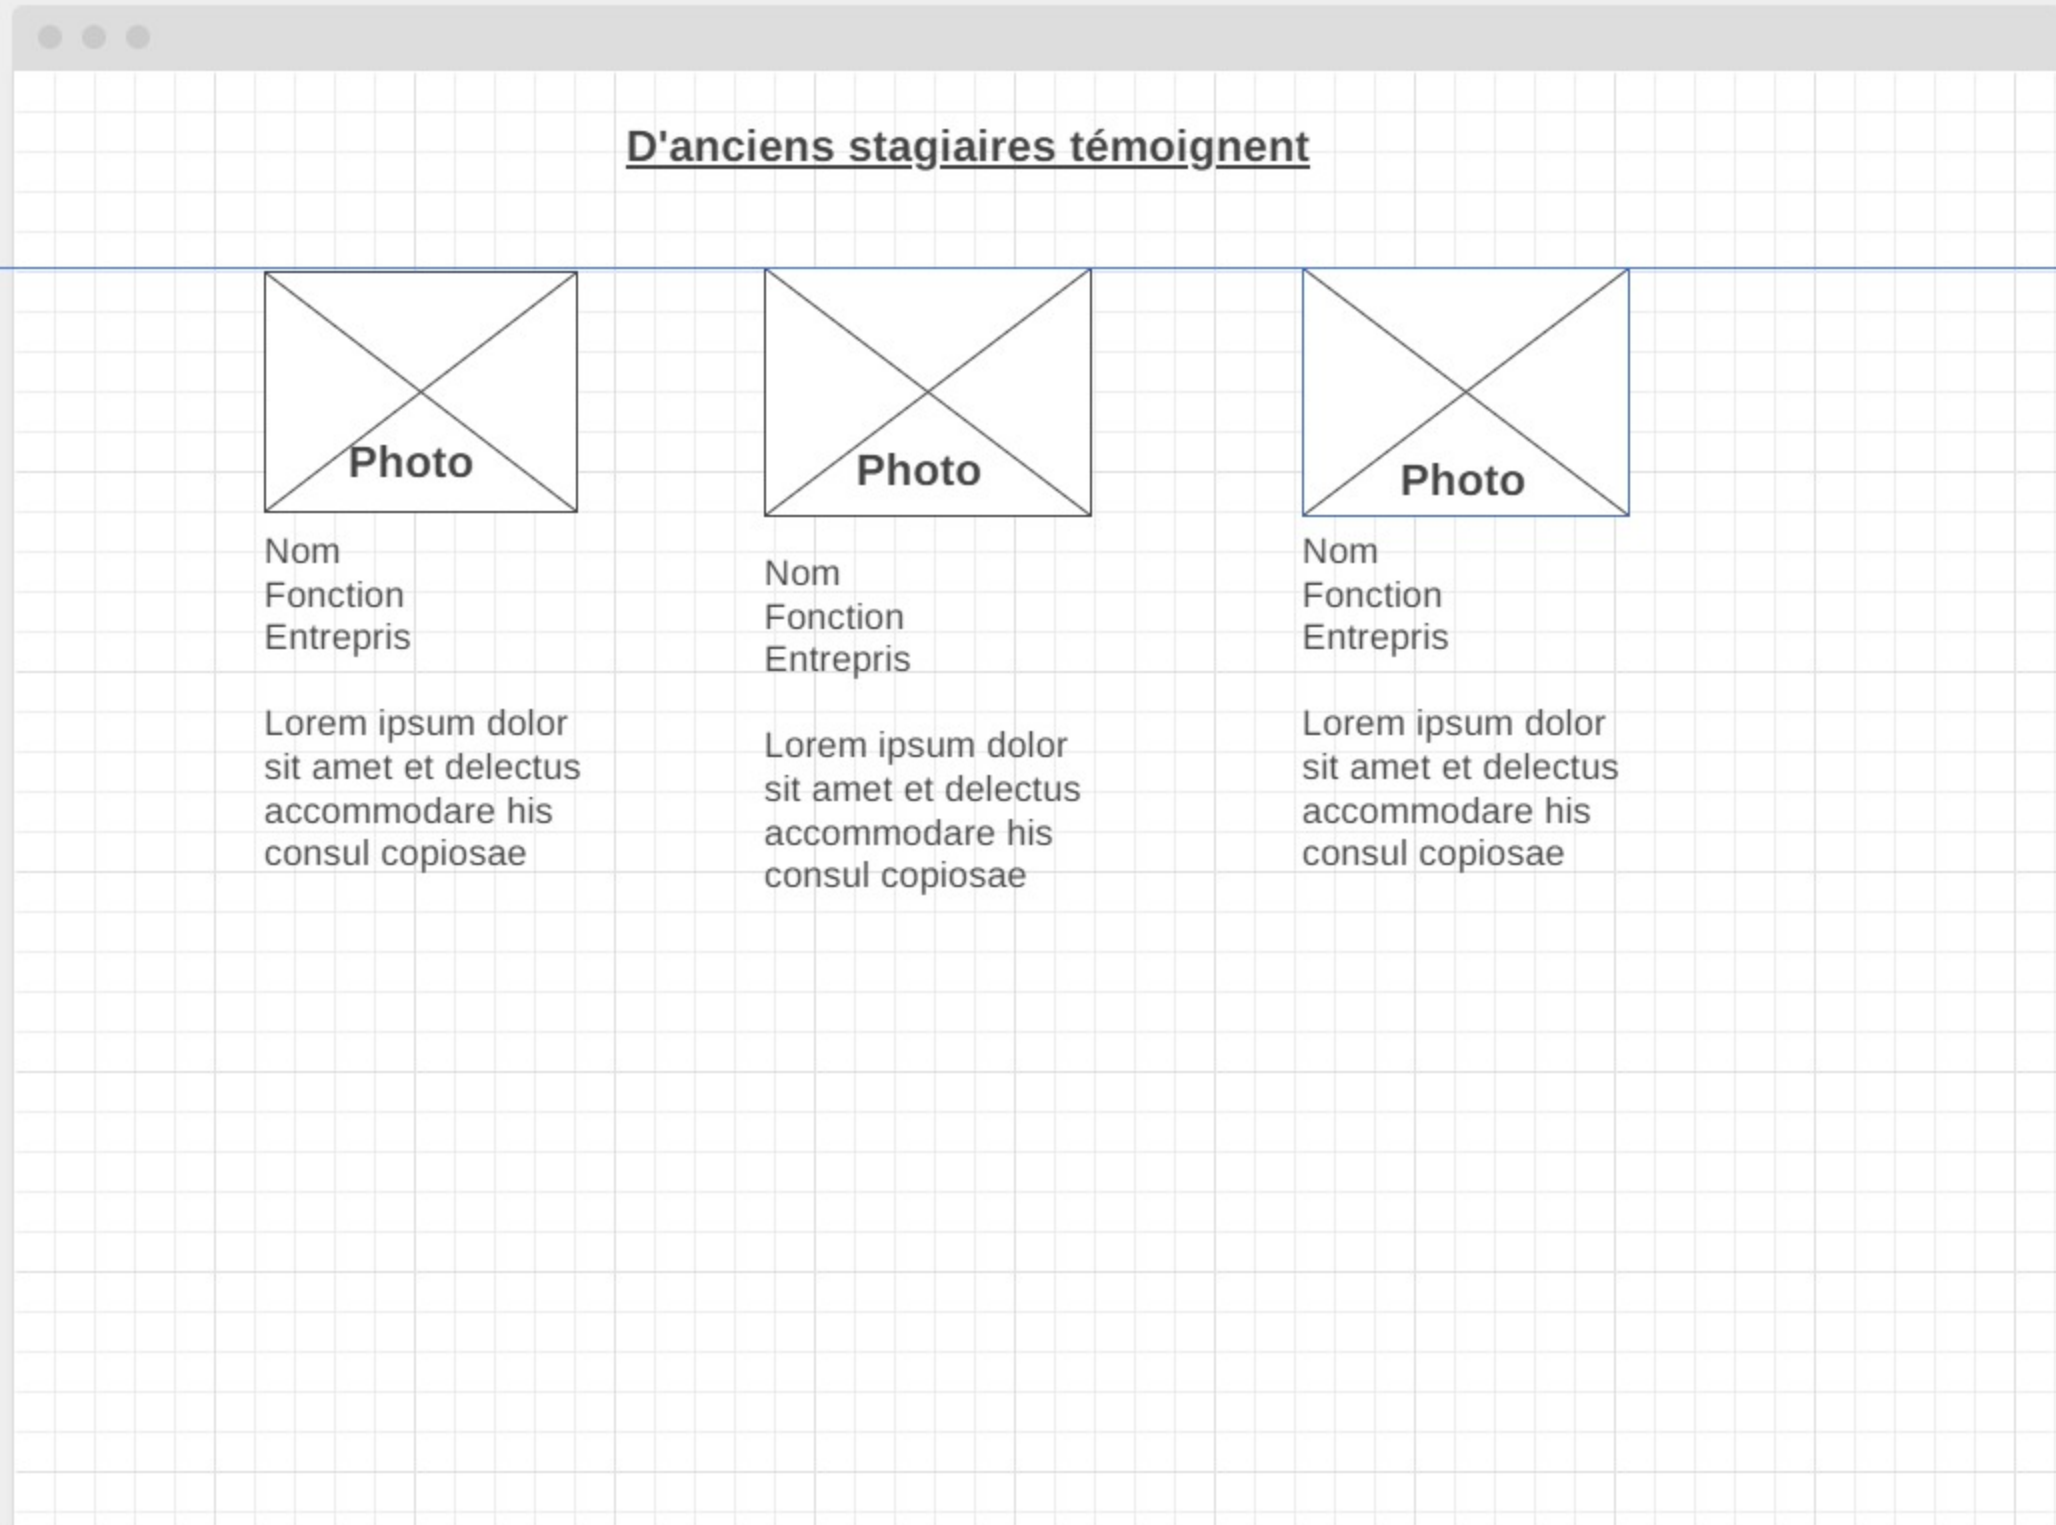 D'anciens stagiaires témoignent
Photo
Nom
Fonction
Entrepris
Lorem ipsum dolor
sit amet et delectus
accommodare his
consul copiosae
Photo
Nom
Fonction
Entrepris
Lorem ipsum dolor
sit amet et delectus
accommodare his
consul copiosae
Photo
Nom
Fonction
Entrepris
Lorem ipsum dolor
sit amet et delectus
accommodare his
consul copiosae